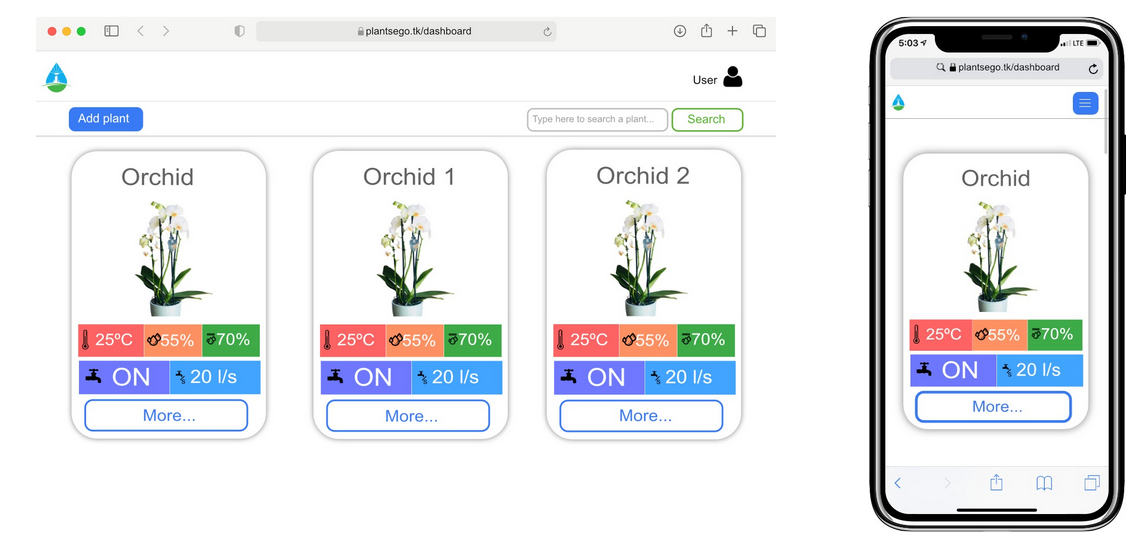 plantsego.tk/dashboard
User
Add plant
Type here to search a plant...
Search
Orchid
25ºC 55% 70%
ON 20 l/s
More...
Orchid 1
25ºC 55% 70%
ON 20 l/s
More...
Orchid 2
25ºC 55% 70%
ON 20 l/s
More...
5:03 LTE
plantsego.tk/dashboard
Orchid
25ºC 55% 70%
ON 20 l/s
More...